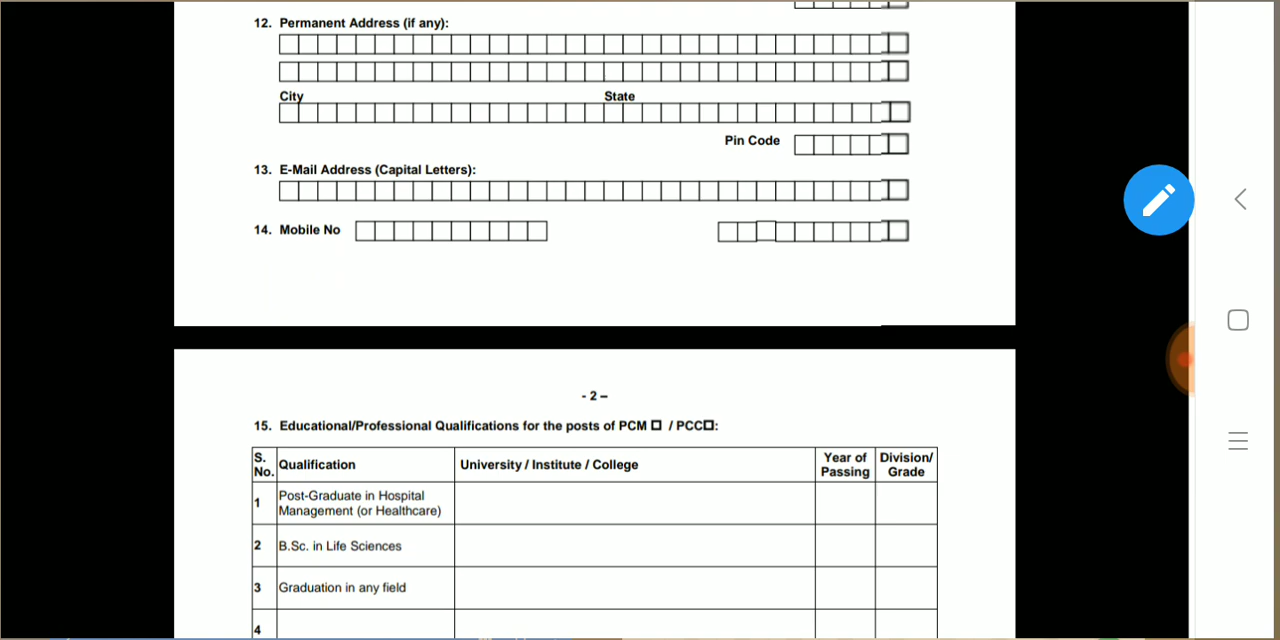 12. Permanent Address (if any):
City State
Pin Code
13. E-Mail Address (Capital Letters):
14. Mobile No
- 2 –
15. Educational/Professional Qualifications for the posts of PCM ☐ / PCC☐:
S. No. Qualification University / Institute / College Year of Passing Division/ Grade
1 Post-Graduate in Hospital
Management (or Healthcare)
2 B.Sc. in Life Sciences
3 Graduation in any field
4